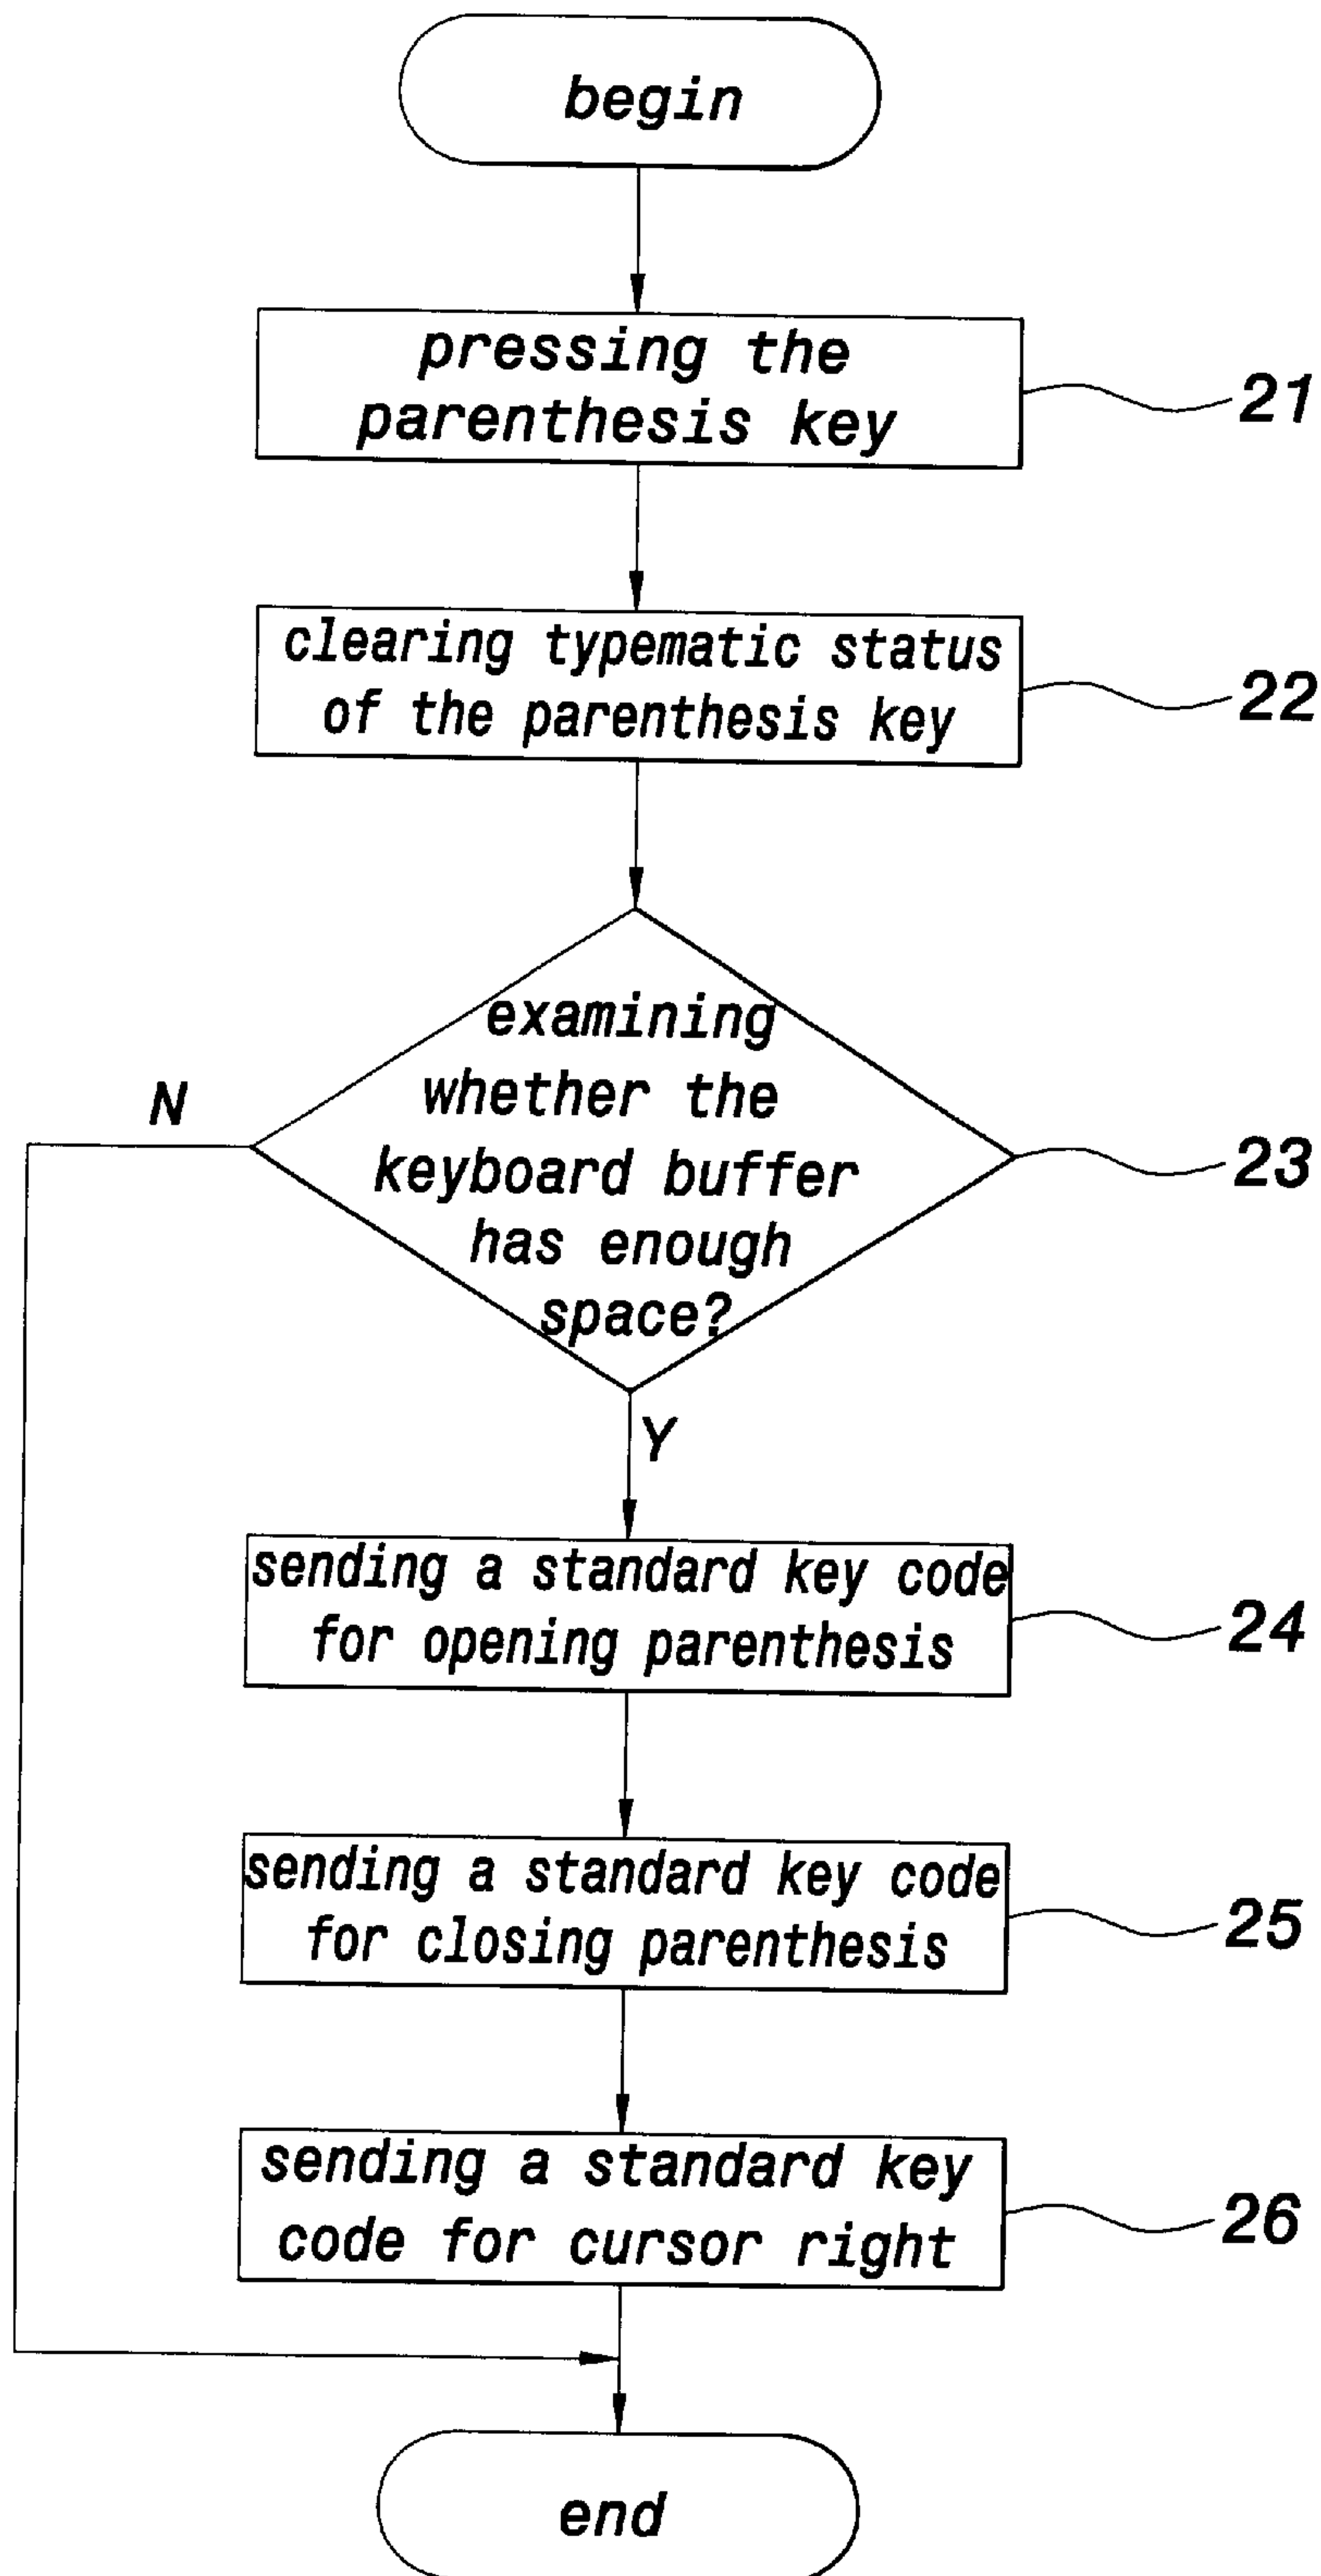 begin
pressing the
parenthesis key
21
clearing typematic status
of the parenthesis key
22
examining
whether the
keyboard buffer
has enough
space?
N
23
Y
sending a standard key code
for opening parenthesis
24
sending a standard key code
for closing parenthesis
25
sending a standard key
code for cursor right
26
end